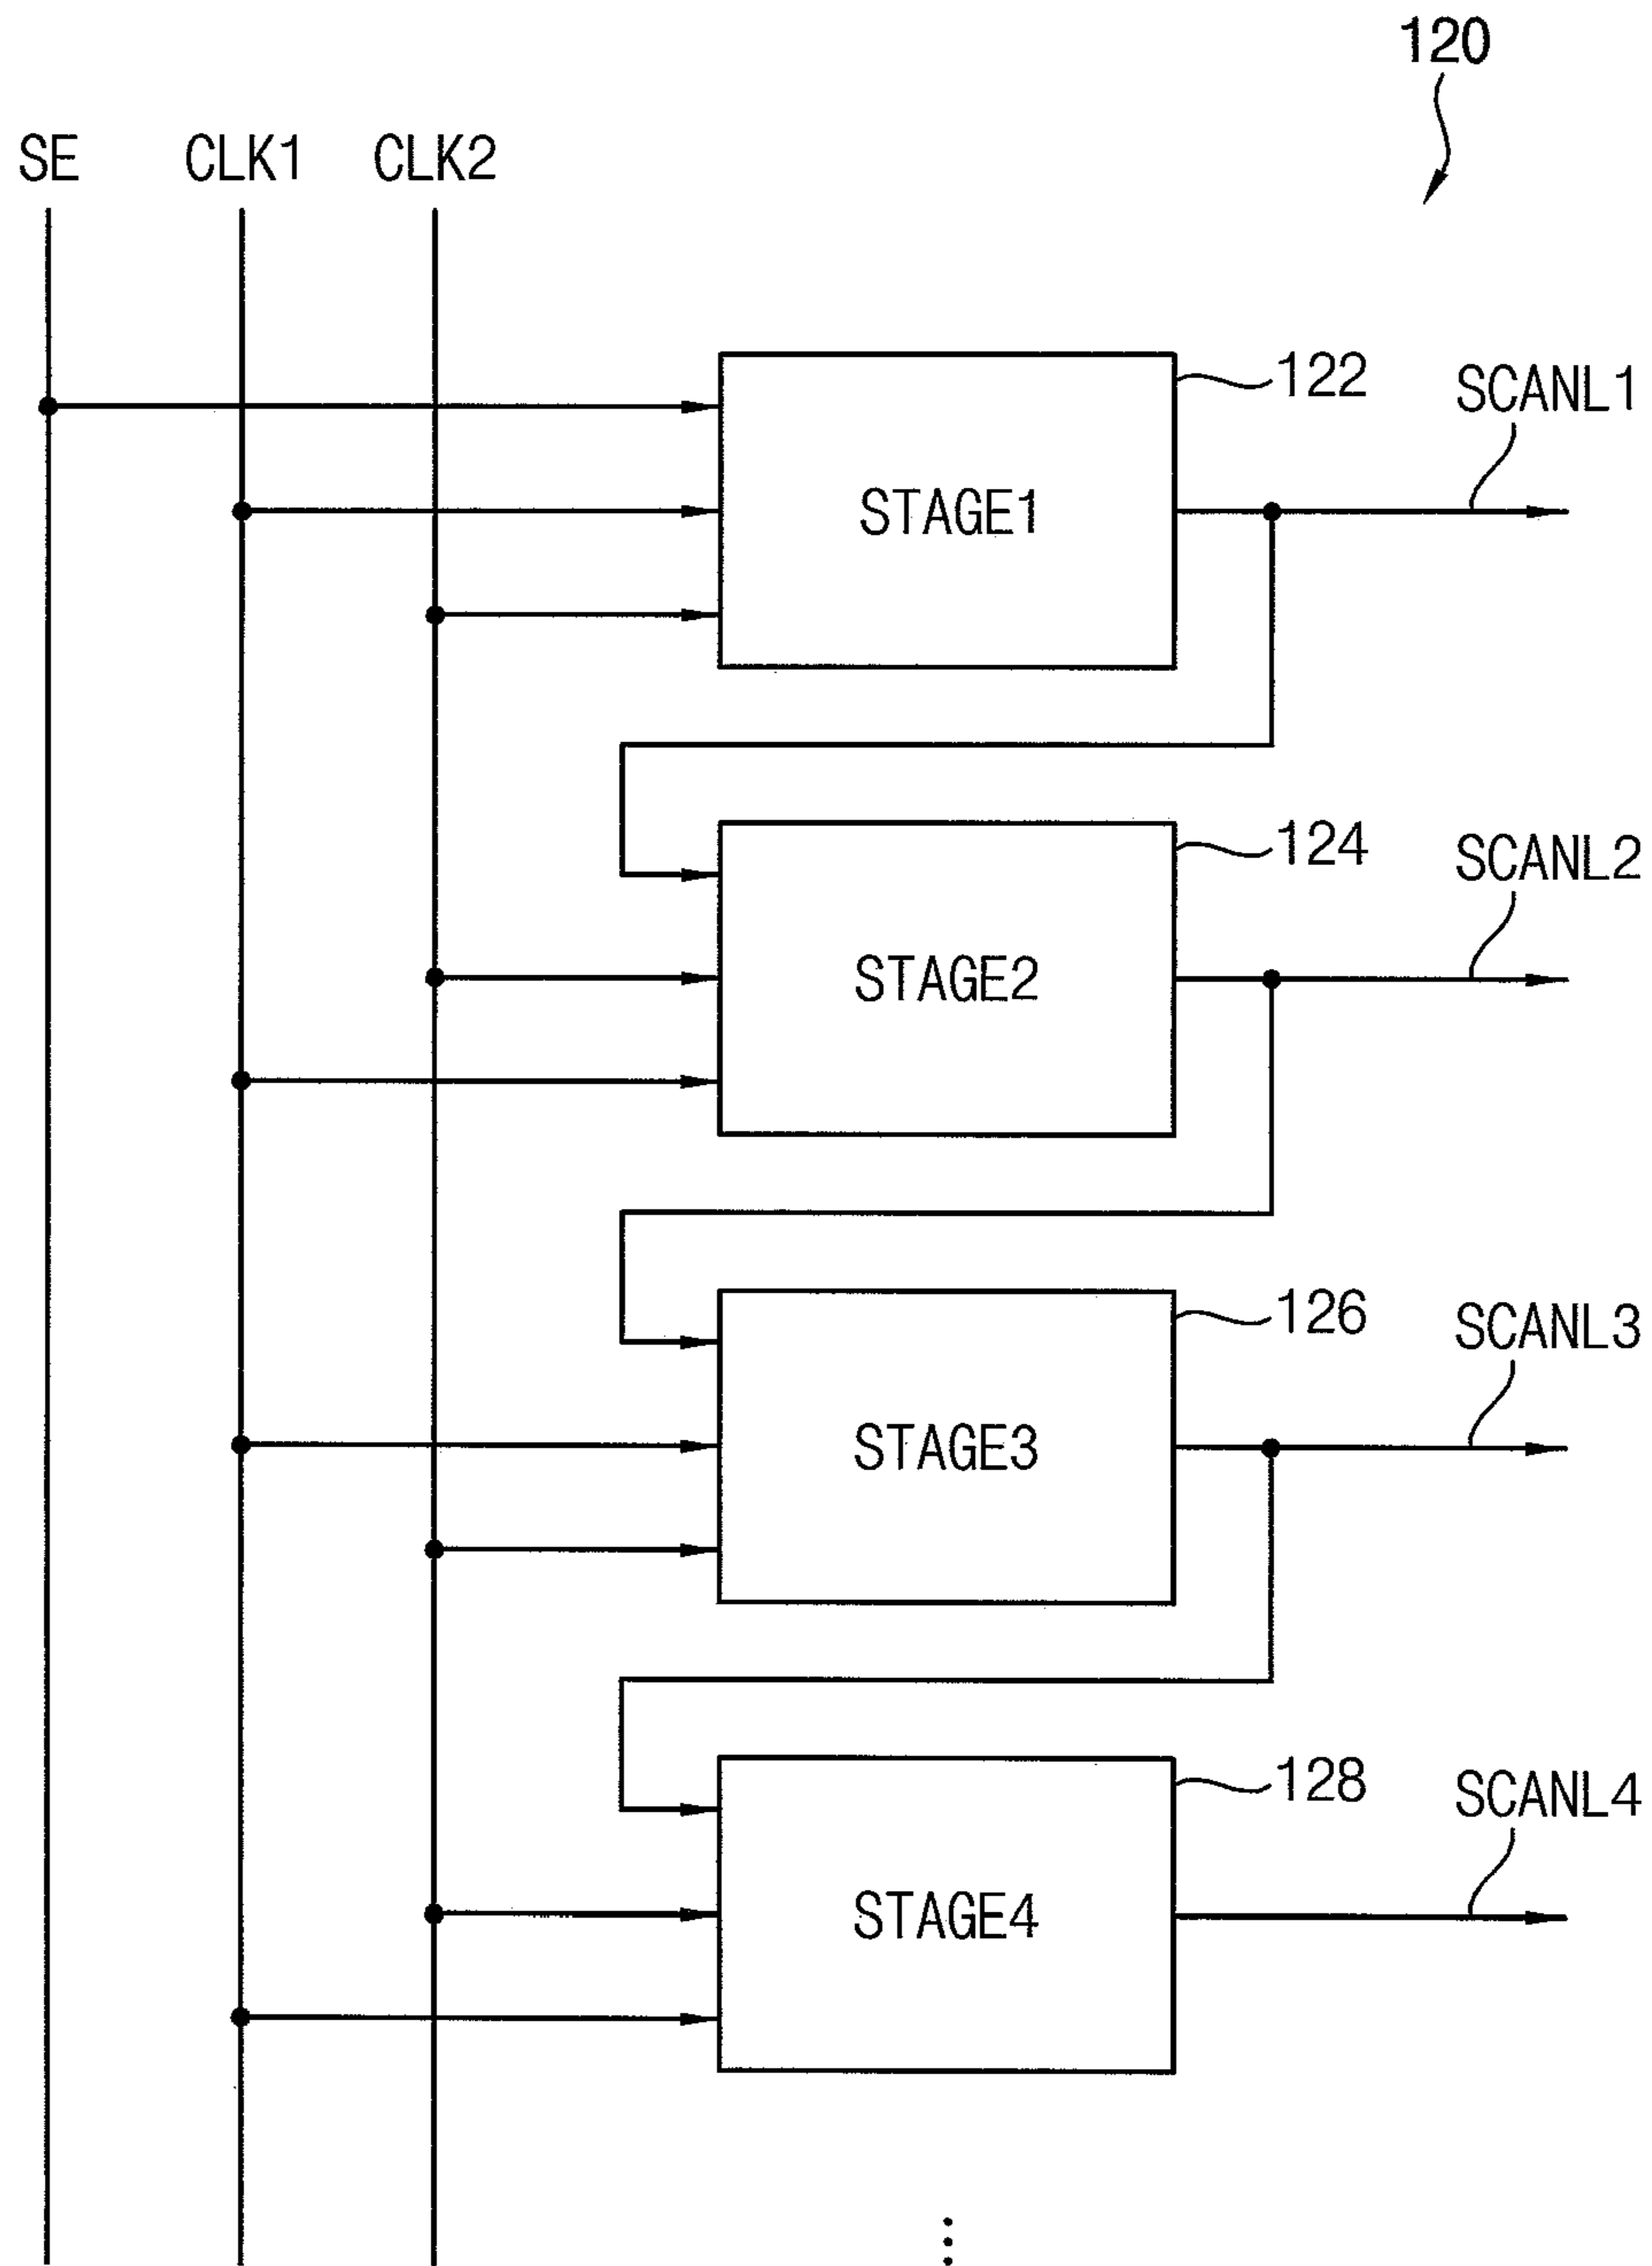 120
SE CLK1 CLK2
122
SCANL1
STAGE1
124
SCANL2
STAGE2
126
SCANL3
STAGE3
128
SCANL4
STAGE4